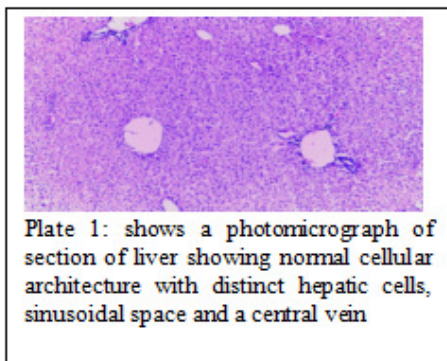 Plate 1: shows a photomicrograph of
section of liver showing normal cellular
architecture with distinct hepatic cells,
sinusoidal space and a central vein